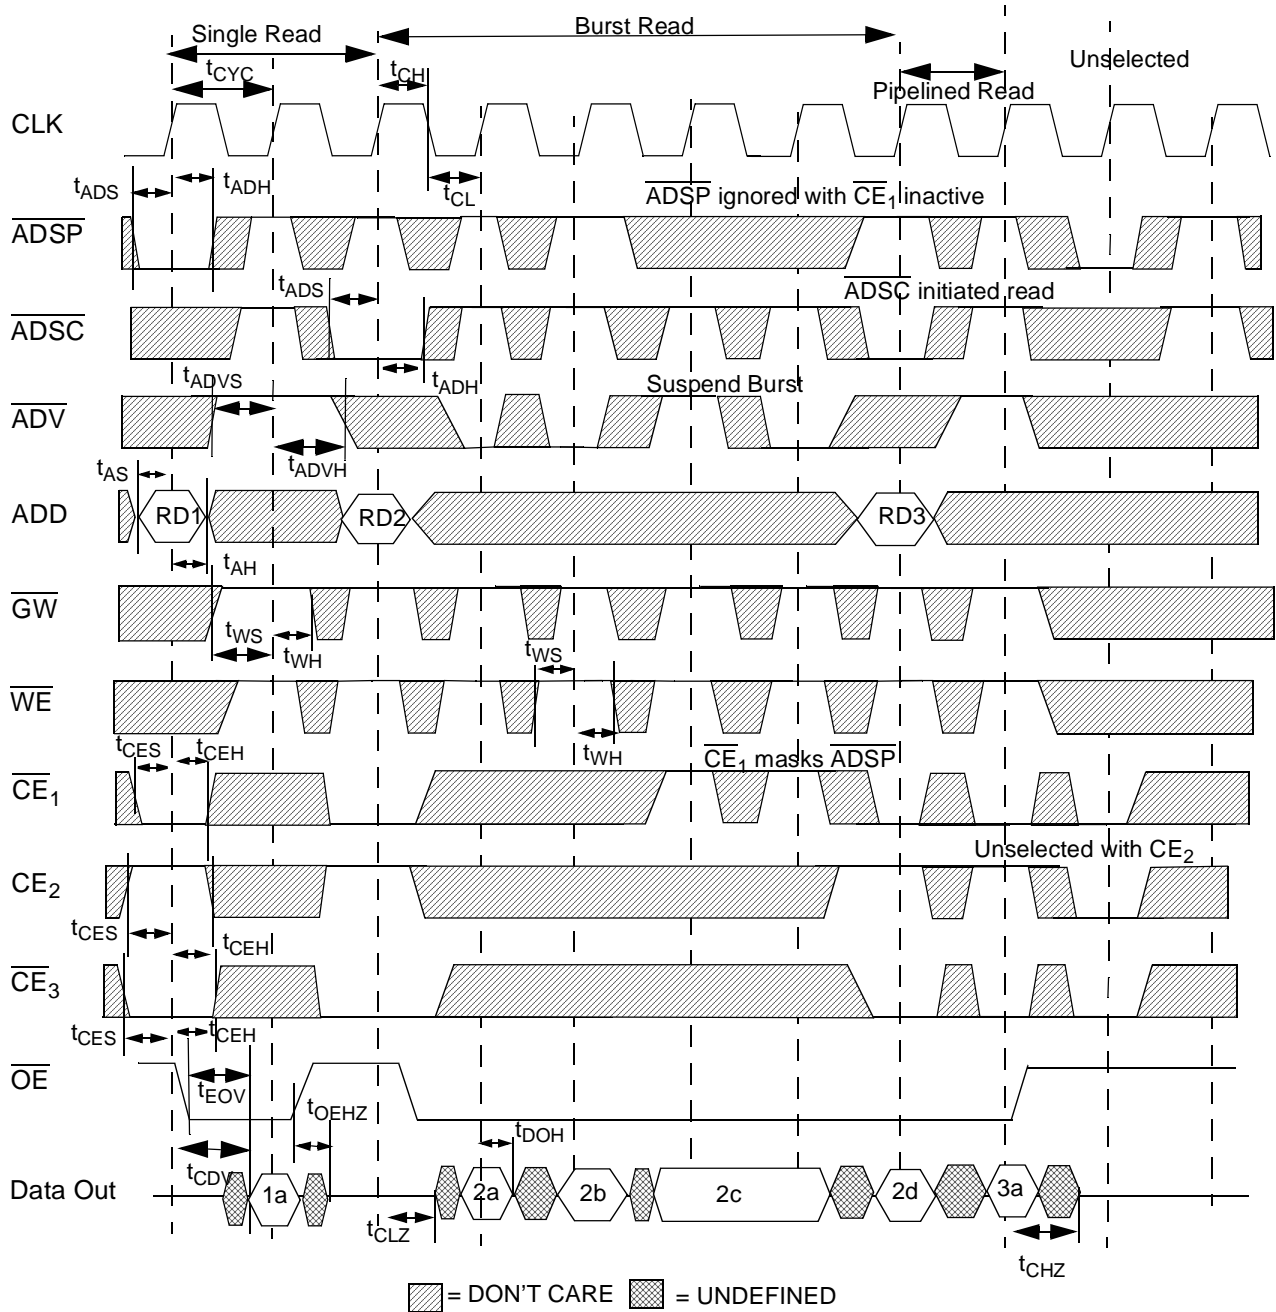 Burst Read
Single Read
Unselected
tCYC
tCH
Pipelined Read
CLK
tADS
tADH
tCL
ADSP ignored with CE1 inactive
ADSP
tADS
ADSC initiated read
ADSC
tADVS
tADH
Suspend Burst
ADV
tADVH
tAS
ADD
RD1
RD2
RD3
tAH
GW
tWS
tWH
tWS
WE
tCES
tCEH
tWH
CE1 masks ADSP
CE1
Unselected with CE2
CE2
tCES
tCEH
CE3
tCES
tCEH
OE
tEOV
tOEHZ
tDOH
tCDV
Data Out
1a
2a
2b
2c
2d
3a
tCLZ
tCHZ
= DON'T CARE
= UNDEFINED